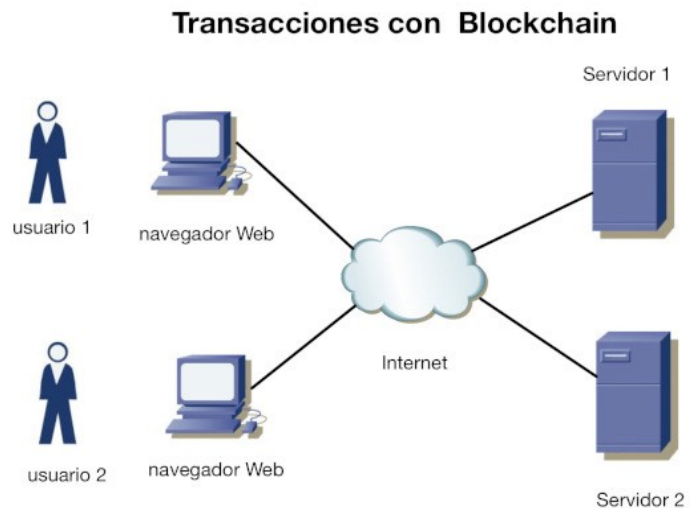 Transacciones con Blockchain
Servidor 1
usuario 1
navegador Web
Internet
usuario 2
navegador Web
Servidor 2